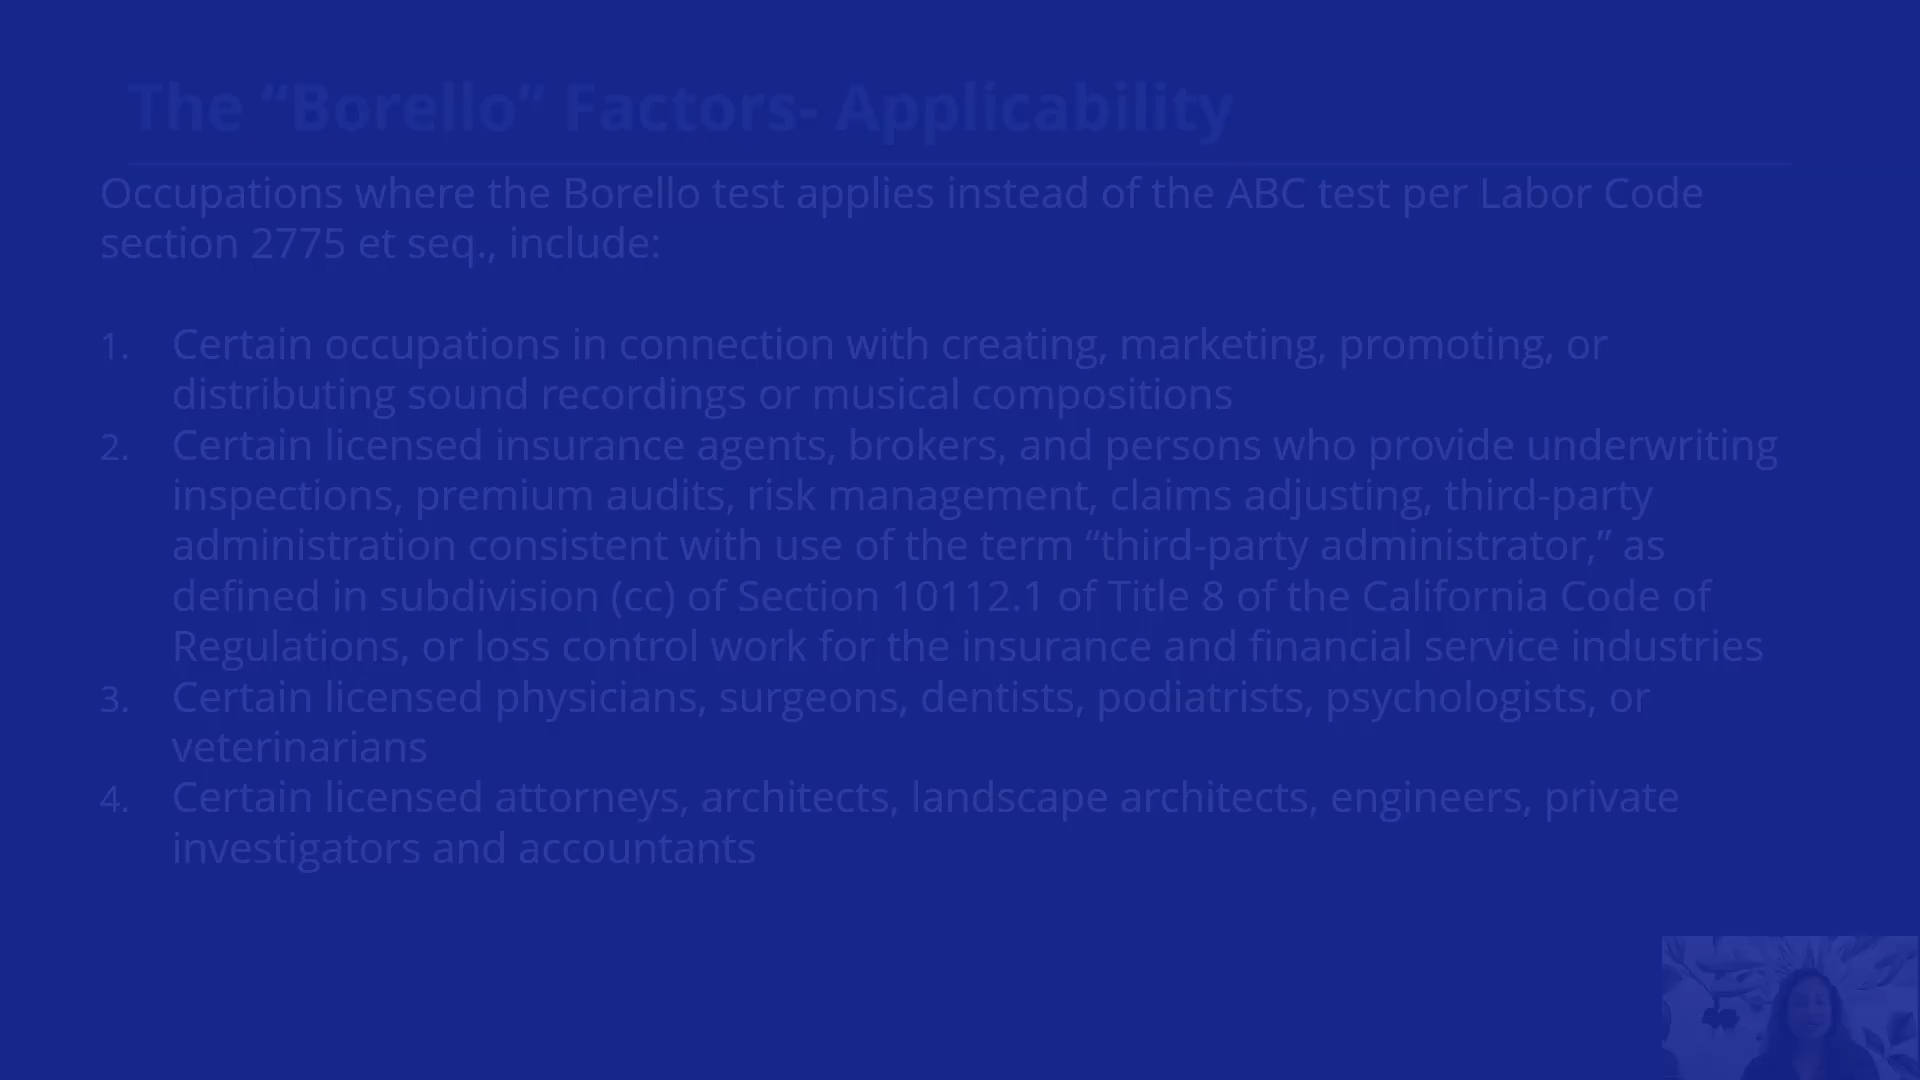 The “Borello” Factors- Applicability
Occupations where the Borello test applies instead of the ABC test per Labor Code
section 2775 et seq., include:
1. Certain occupations in connection with creating, marketing, promoting, or
distributing sound recordings or musical compositions
2. Certain licensed insurance agents, brokers, and persons who provide underwriting
inspections, premium audits, risk management, claims adjusting, third-party
administration consistent with use of the term “third-party administrator,” as
defined in subdivision (cc) of Section 10112.1 of Title 8 of the California Code of
Regulations, or loss control work for the insurance and financial service industries
3. Certain licensed physicians, surgeons, dentists, podiatrists, psychologists, or
veterinarians
4. Certain licensed attorneys, architects, landscape architects, engineers, private
investigators and accountants